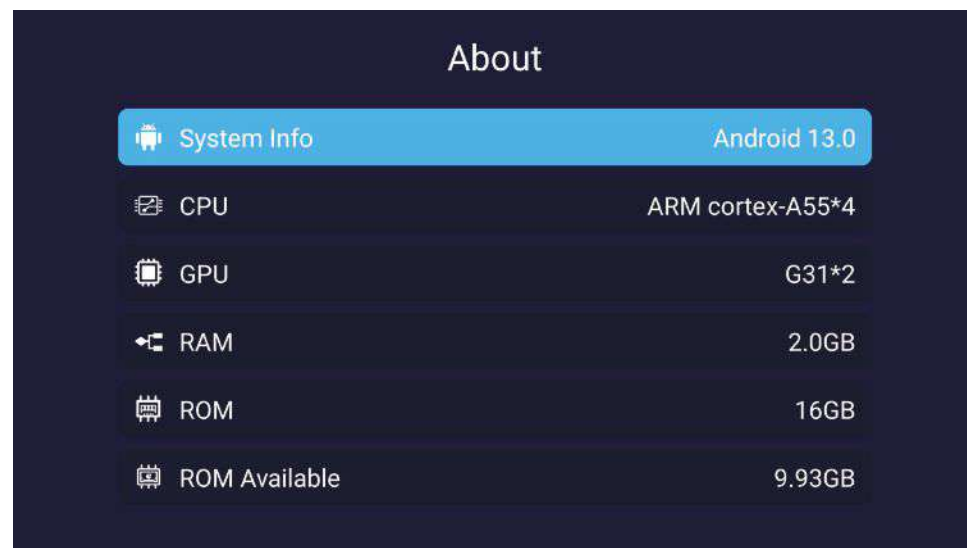 About
System Info Android 13.0
CPU ARM cortex-A55*4
GPU G31*2
RAM 2.0GB
ROM 16GB
ROM Available 9.93GB